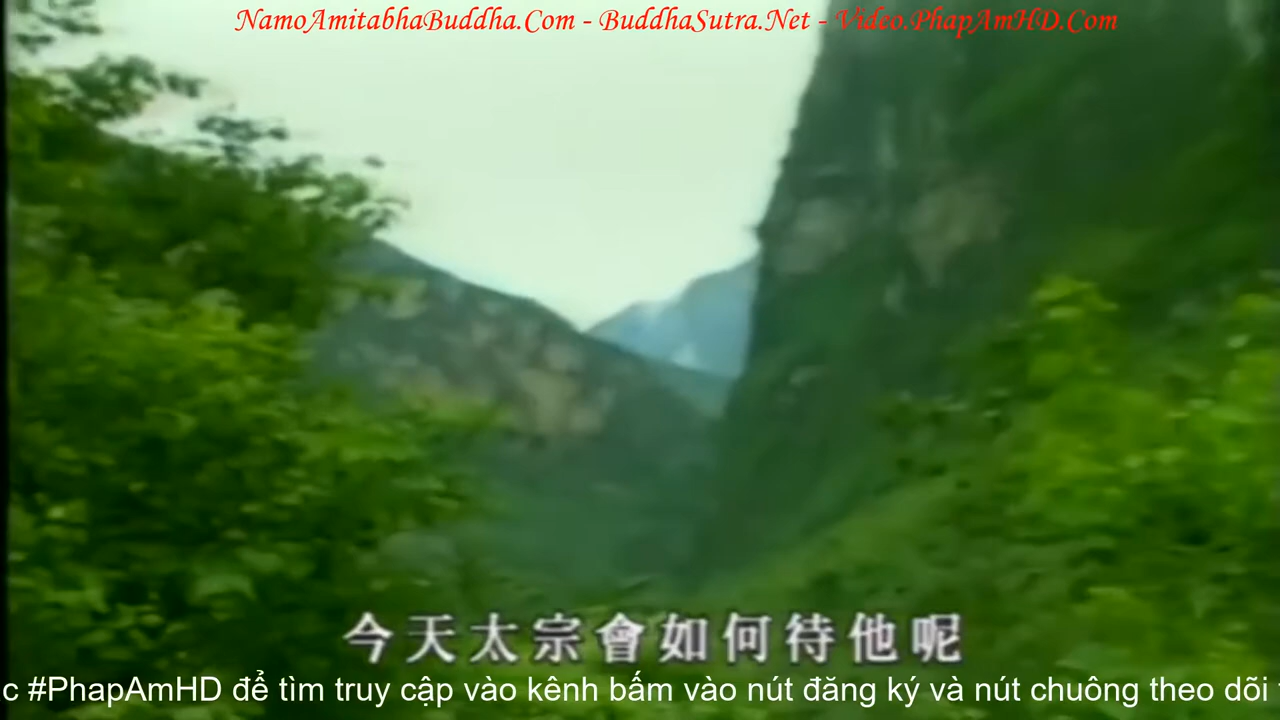 NamoAmitabhaBuddha.Com - BuddhaSutra.Net - Video.PhapAmHD.Com
今天太宗會如何待他呢
c #PhapAmHD để tìm truy cập vào kênh bấm vào nút đăng ký và nút chuông theo dõi